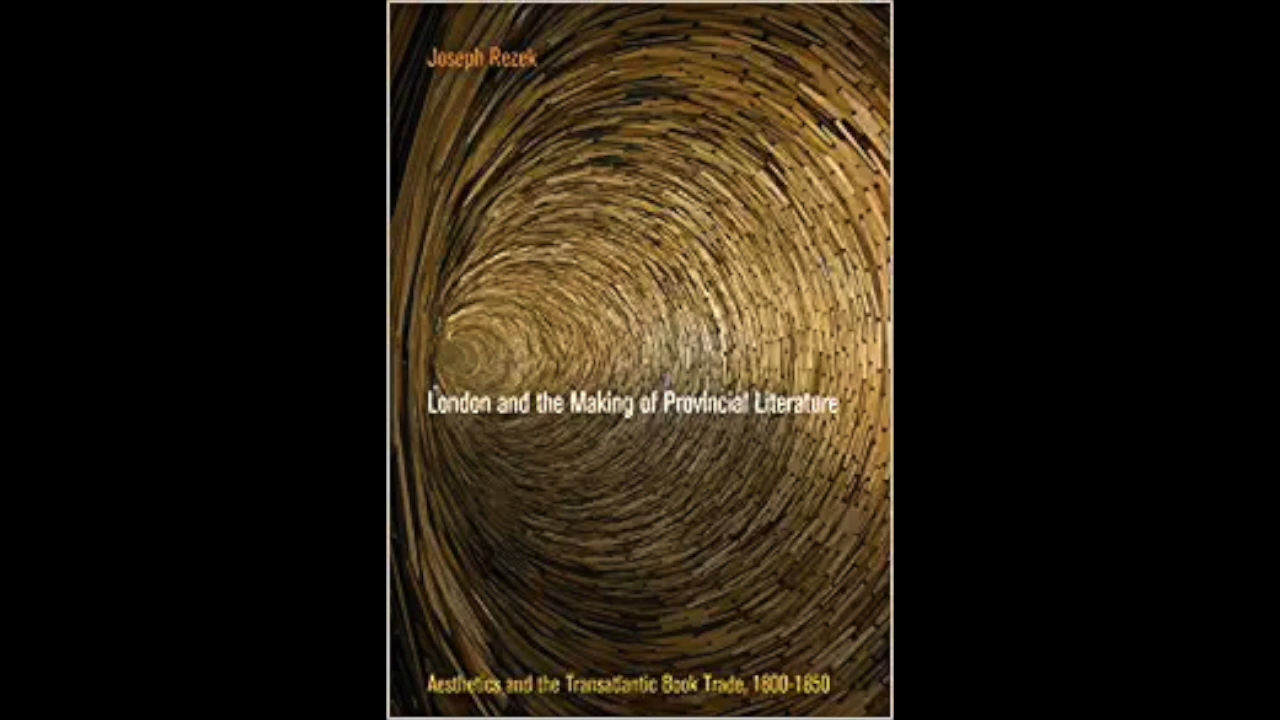 Joseph Rezek
London and the Making of Provincial Literature
Aesthetics and the Transatlantic Book Trade, 1800-1850